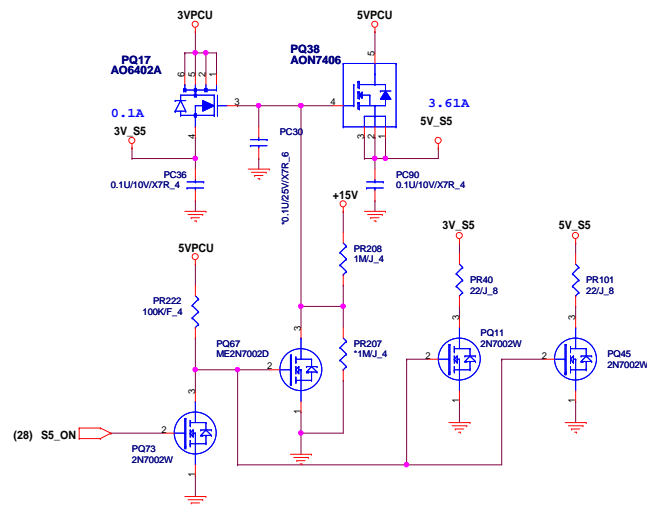 3VPCU
5VPCU
PQ17
AO6402A
PQ38
AON7406
6
5
2
1
5
3
4
4
3
2
1
0.1A
3V_S5
3.61A
5V_S5
PC30
*0.1U/25V/X7R_6
PC36
0.1U/10V/X7R_4
PC90
0.1U/10V/X7R_4
+15V
5VPCU
3V_S5
5V_S5
PR208
1M/J_4
PR40
22/J_8
PR101
22/J_8
PR222
100K/F_4
PQ67
ME2N7002D
3
2
1
PR207
*1M/J_4
3
2
1
PQ11
2N7002W
3
2
1
PQ45
2N7002W
(28) S5_ON
3
2
1
PQ73
2N7002W